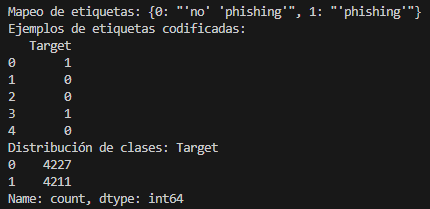 Mapeo de etiquetas: {0: "'no' 'phishing'", 1: "'phishing'"}
Ejemplos de etiquetas codificadas:
   Target
0       1
1       0
2       0
3       1
4       0
Distribución de clases: Target
0    4227
1    4211
Name: count, dtype: int64